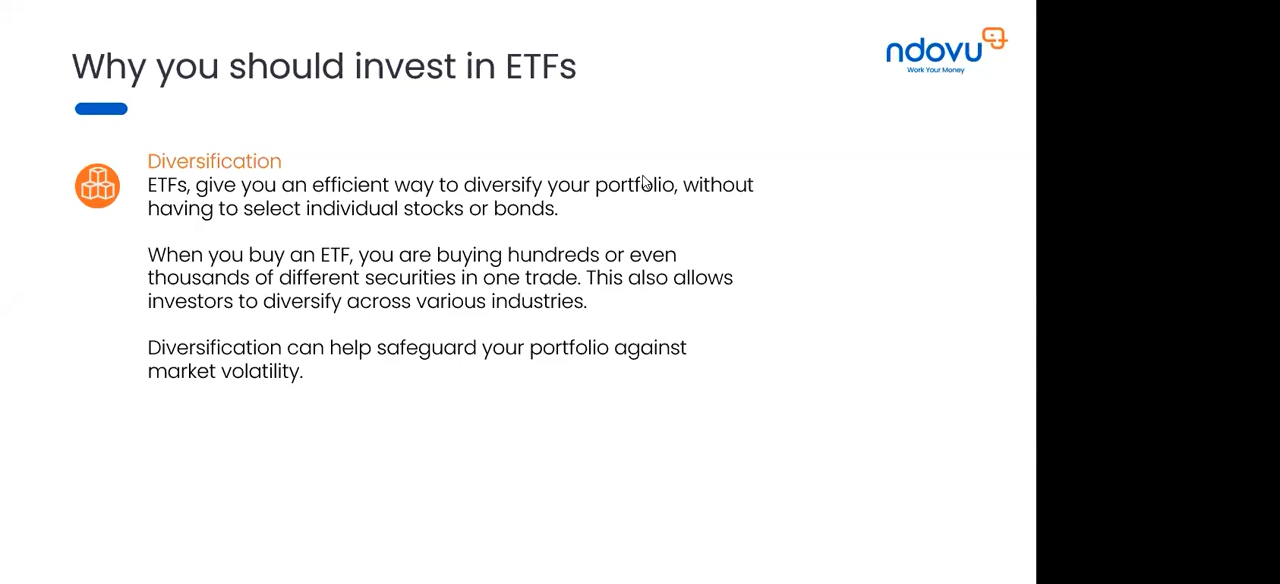 Why you should invest in ETFs
ndovu
Work Your Money
Diversification
ETFs, give you an efficient way to diversify your portfolio, without
having to select individual stocks or bonds.
When you buy an ETF, you are buying hundreds or even
thousands of different securities in one trade. This also allows
investors to diversify across various industries.
Diversification can help safeguard your portfolio against
market volatility.